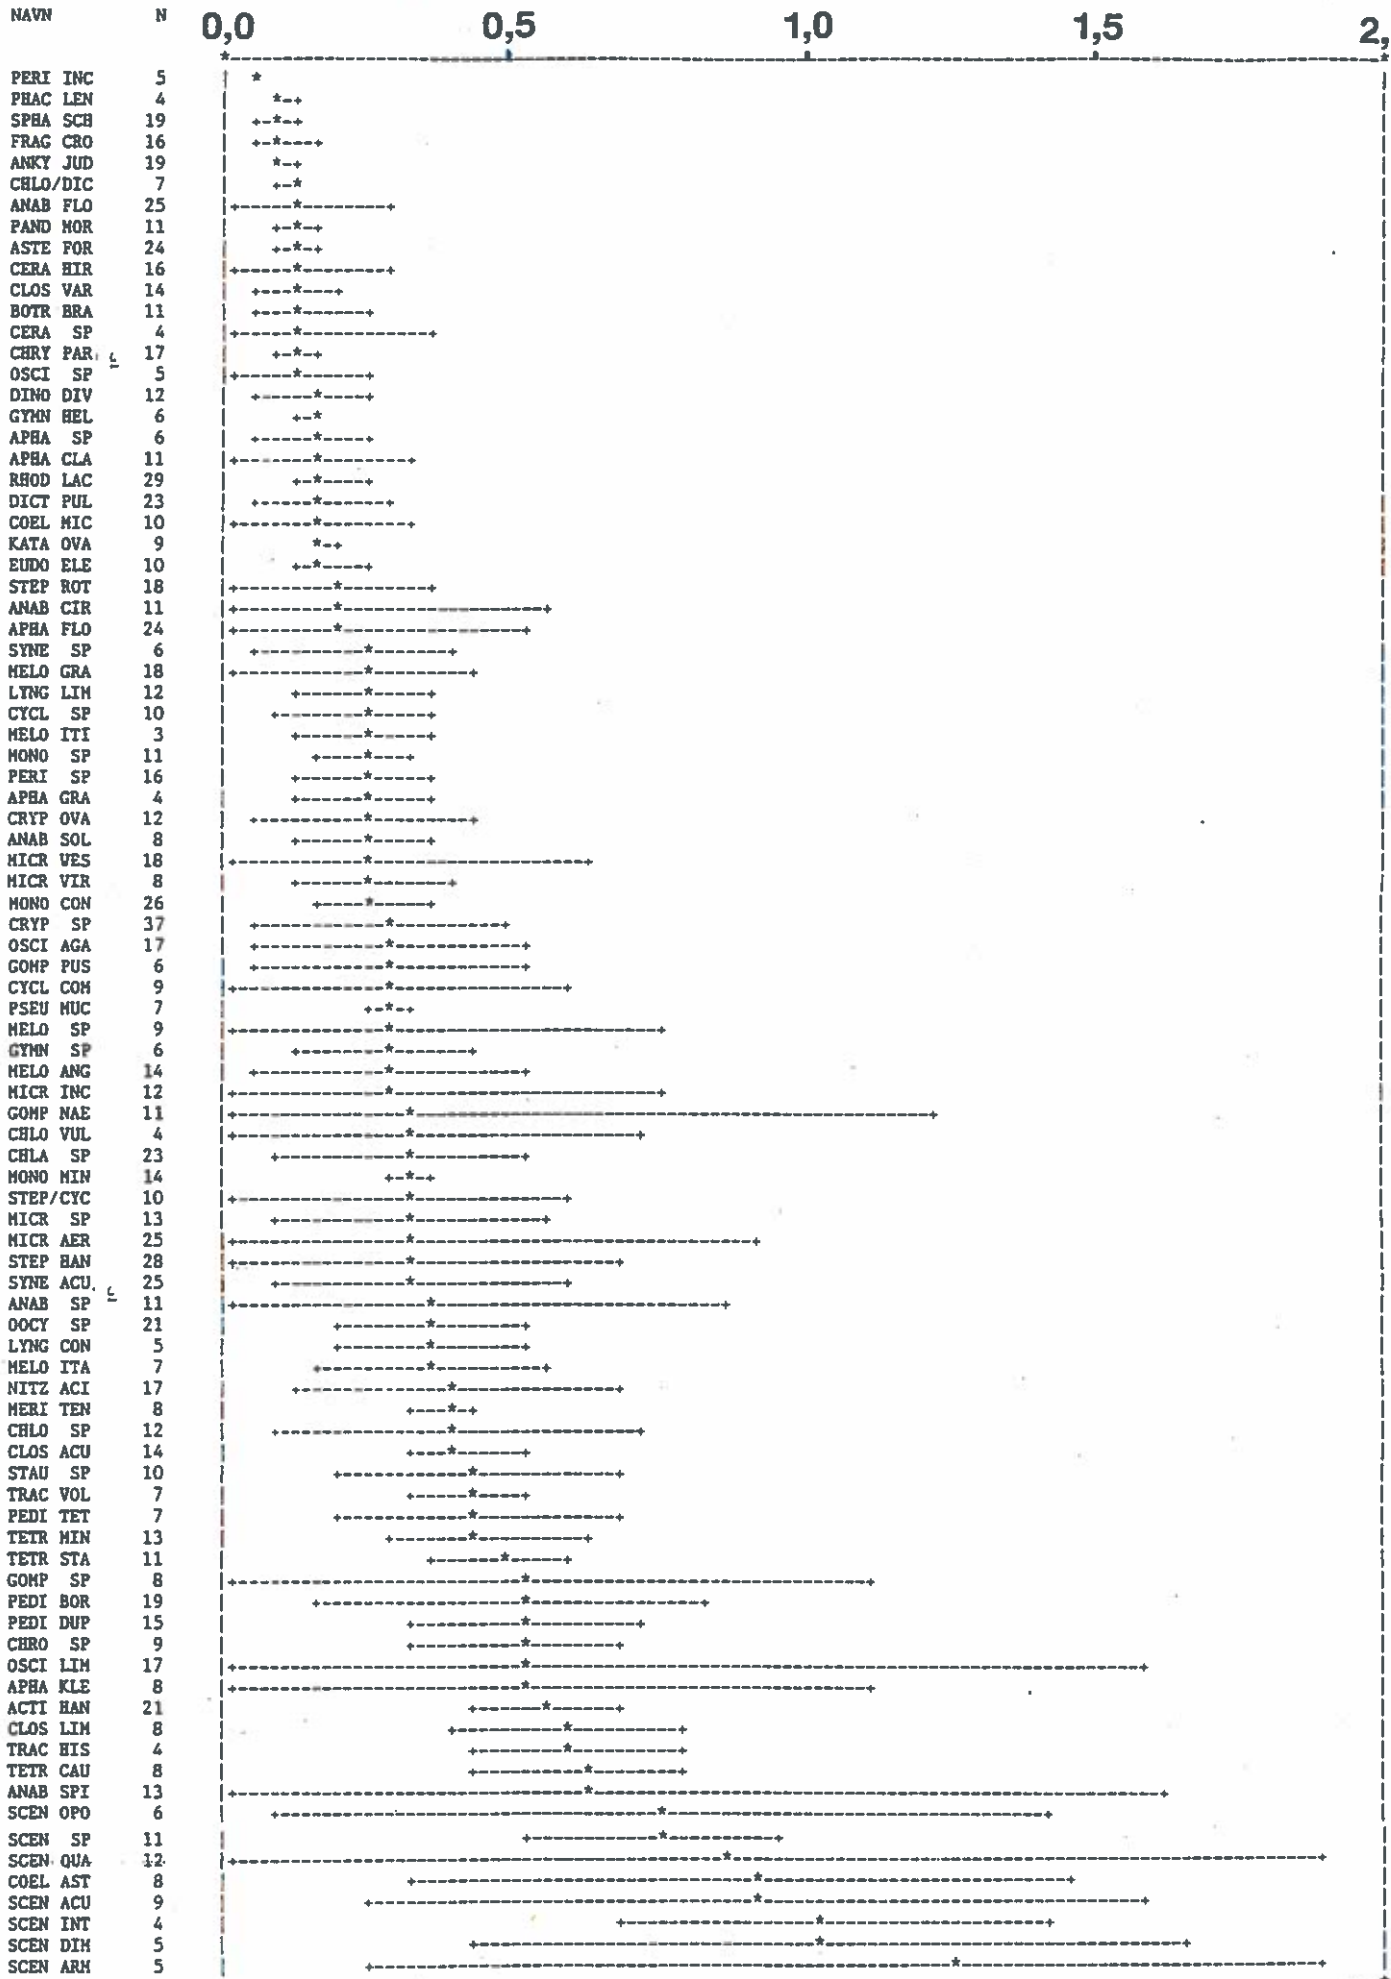 NAVN N 0,0 0,5 1,0 1,5 2,
PERI INC 5
PHAC LEN 4
SPHA SCH 19
FRAG CRO 16
ANKY JUD 19
CHLO/DIC 7
ANAB FLO 25
PAND MOR 11
ASTE FOR 24
CERA HIR 16
CLOS VAR 14
BOTR BRA 11
CERA SP 4
CHRY PAR 17
OSCI SP 5
DINO DIV 12
GYMN HEL 6
APHA SP 6
APHA CLA 11
RHOD LAC 29
DICT PUL 23
COEL MIC 10
KATA OVA 9
EUDO ELE 10
STEP ROT 18
ANAB CIR 11
APHA FLO 24
SYNE SP 6
MELO GRA 18
LYNG LIM 12
CYCL SP 10
MELO ITI 3
MONO SP 11
PERI SP 16
APHA GRA 4
CRYP OVA 12
ANAB SOL 8
MICR WES 18
MICR VIR 8
MONO CON 26
CRYP SP 37
OSCI AGA 17
GOMP PUS 6
CYCL COM 9
PSEU MUC 7
MELO SP 9
GYMN SP 6
MELO ANG 14
MICR INC 12
GOMP NAE 11
CHLO VUL 4
CHLA SP 23
MONO MIN 14
STEP/CYC 10
MICR SP 13
MICR AER 25
STEP HAN 28
SYNE ACU 25
ANAB SP 11
OOCY SP 21
LYNG CON 5
MELO ITA 7
NITZ ACI 17
MERI TEN 8
CHLO SP 12
CLOS ACU 14
STAU SP 10
TRAC VOL 7
PEDI TET 7
TETR MIN 13
TETR STA 11
GOMP SP 8
PEDI BOR 19
PEDI DUP 15
CHRO SP 9
OSCI LIM 17
APHA KLE 8
ACTI HAN 21
CLOS LIM 8
TRAC HIS 4
TETR CAU 8
ANAB SPI 13
SCEN OPO 6
SCEN SP 11
SCEN QUA 12
COEL AST 8
SCEN ACU 9
SCEN INT 4
SCEN DIM 5
SCEN ARM 5